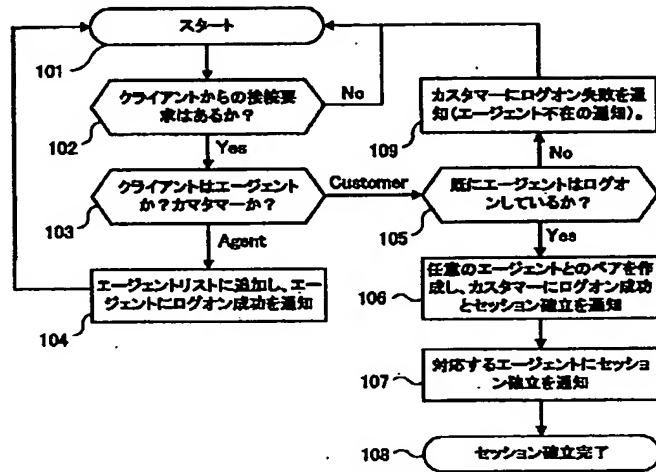 スタート
101
クライアントからの接続要
求はあるか?
102
No
Yes
クライアントはエージェント
か?カマタマーか?
103
Customer
Agent
エージェントリストに追加し、エー
ジェントにログオン成功を通知
104
カスタマーにログオン失敗を通
知(エージェント不在の通知)。
109
No
既にエージェントはログオ
ンしているか?
105
Yes
任意のエージェントとのペアを作
成し、カスタマーにログオン成功
とセッション確立を通知
106
対応するエージェントにセッショ
ン確立を通知
107
セッション確立完了
108